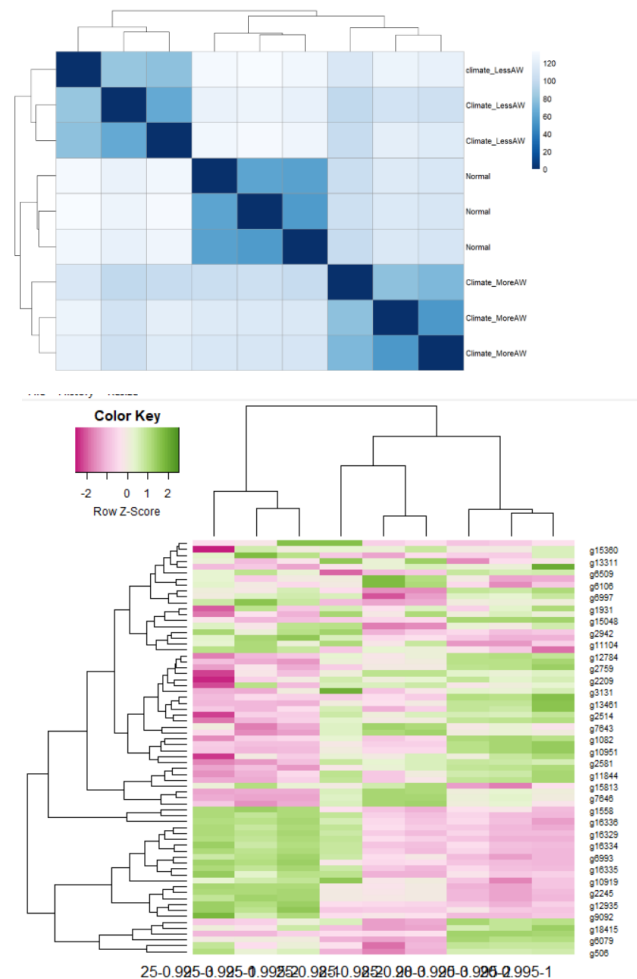 climate_LessAW
Climate_LessAW
Climate_LessAW
Normal
Normal
Normal
Climate_MoreAW
Climate_MoreAW
Climate_MoreAW
120
100
80
60
40
20
0
Color Key
-2 0 1 2
Row Z-Score
g15360
g13311
g6509
g6106
g6997
g1931
g15048
g2942
g11104
g12784
g2759
g2209
g3131
g13461
g2514
g7643
g1082
g10951
g2581
g11844
g15813
g7646
g1558
g16336
g16329
g16334
g6993
g16335
g10919
g2245
g12935
g9092
g18415
g6079
g506